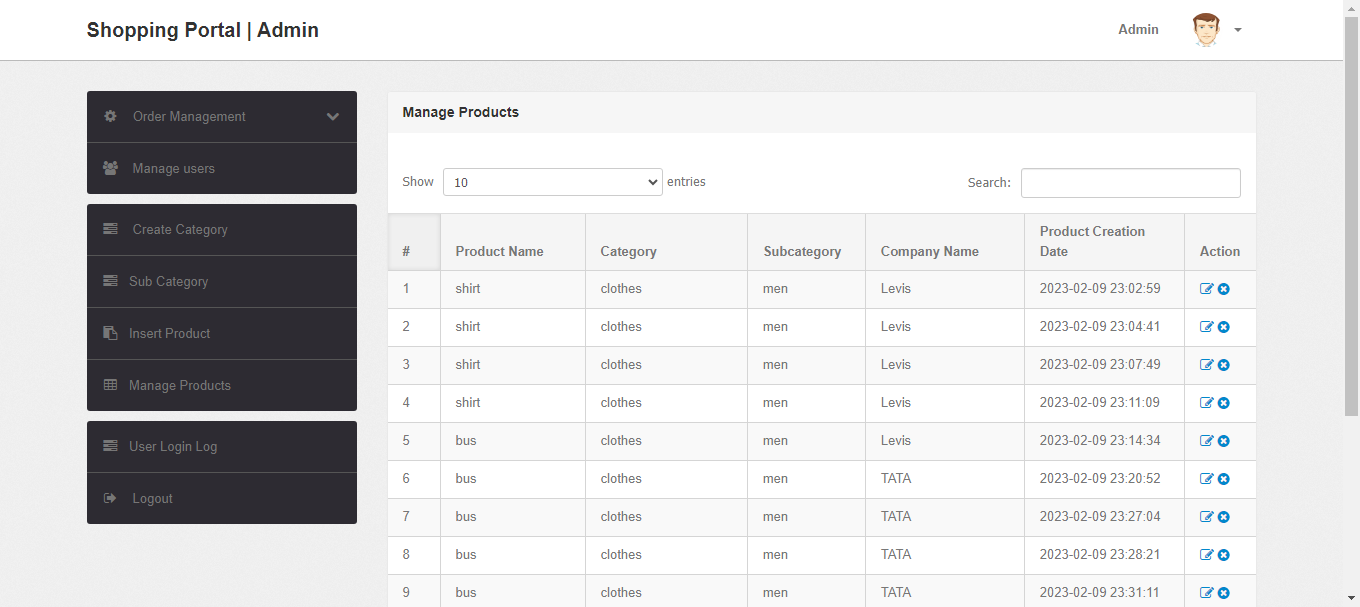 Shopping Portal | Admin
Admin
Order Management
Manage users
Create Category
Sub Category
Insert Product
Manage Products
User Login Log
Logout
Manage Products
Show 10 entries
Search:
# Product Name Category Subcategory Company Name Product Creation Date Action
1 shirt clothes men Levis 2023-02-09 23:02:59
2 shirt clothes men Levis 2023-02-09 23:04:41
3 shirt clothes men Levis 2023-02-09 23:07:49
4 shirt clothes men Levis 2023-02-09 23:11:09
5 bus clothes men Levis 2023-02-09 23:14:34
6 bus clothes men TATA 2023-02-09 23:20:52
7 bus clothes men TATA 2023-02-09 23:27:04
8 bus clothes men TATA 2023-02-09 23:28:21
9 bus clothes men TATA 2023-02-09 23:31:11